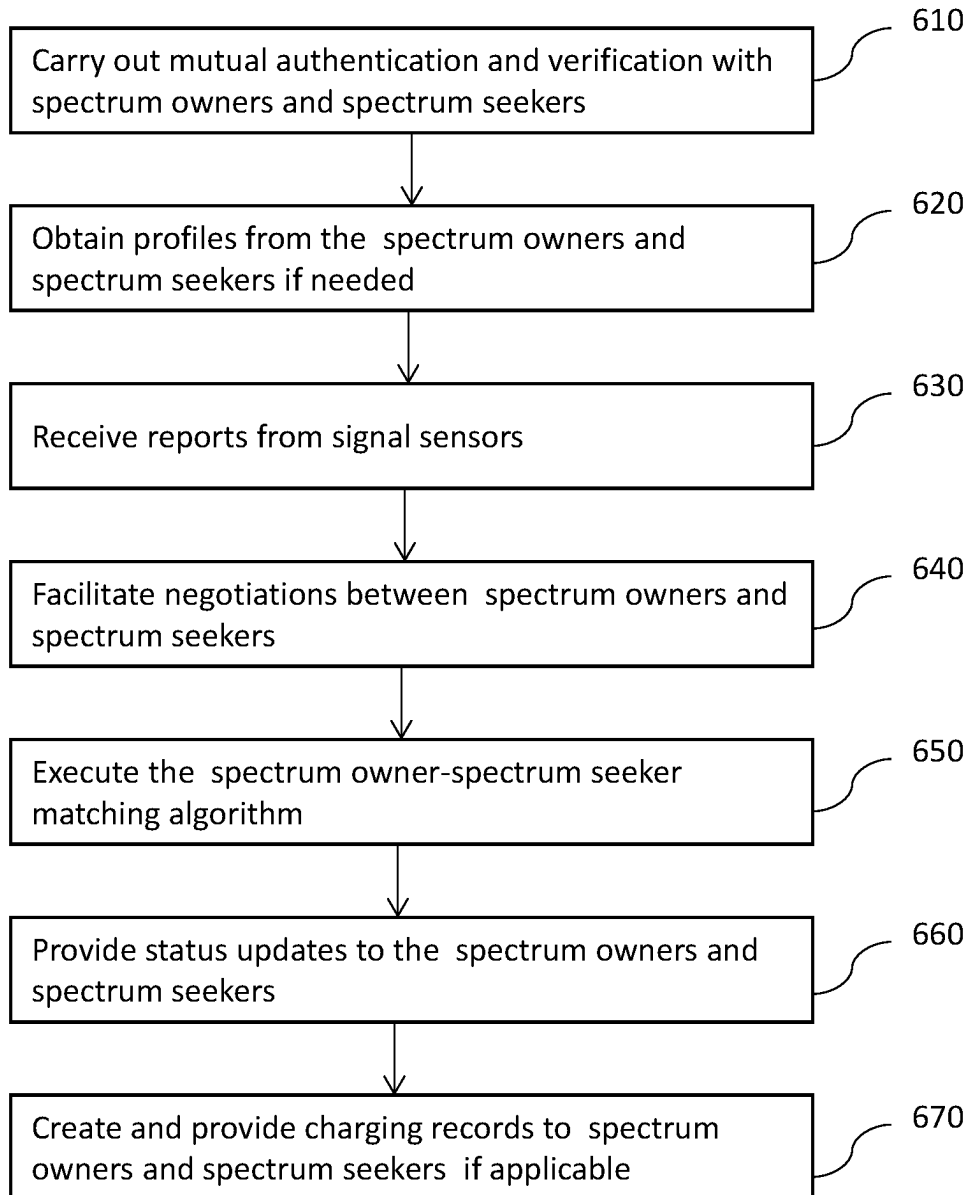 610
Carry out mutual authentication and verification with
spectrum owners and spectrum seekers
620
Obtain profiles from the spectrum owners and
spectrum seekers if needed
630
Receive reports from signal sensors
640
Facilitate negotiations between spectrum owners and
spectrum seekers
650
Execute the spectrum owner-spectrum seeker
matching algorithm
660
Provide status updates to the spectrum owners and
spectrum seekers
670
Create and provide charging records to spectrum
owners and spectrum seekers if applicable